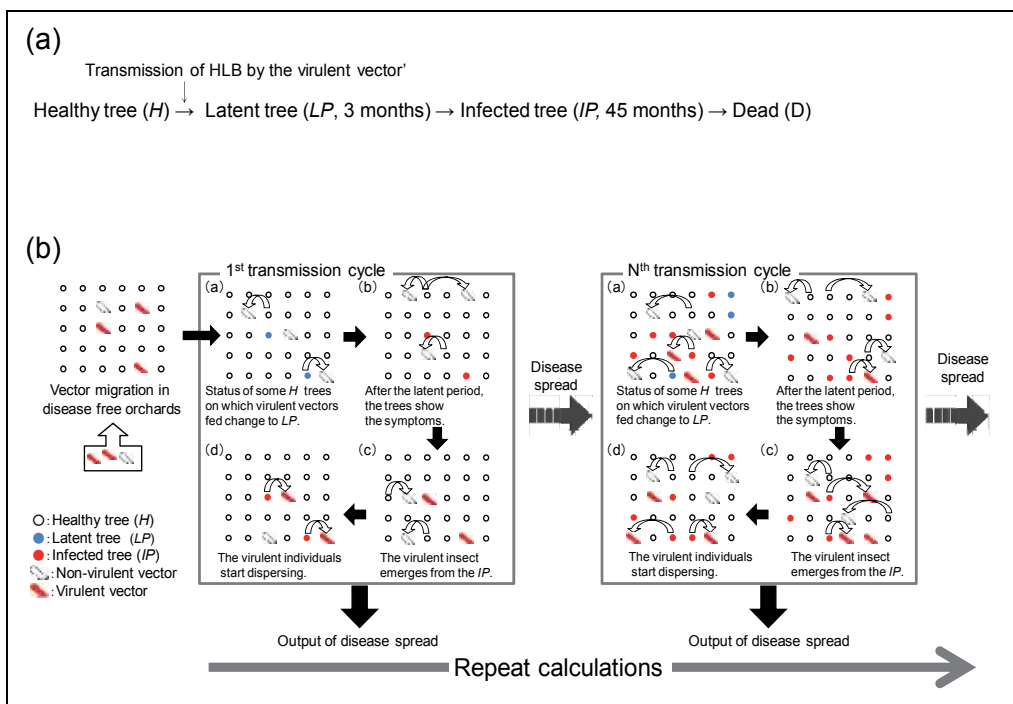 (a)
Transmission of HLB by the virulent vector’
Healthy tree (H) → Latent tree (LP, 3 months) → Infected tree (IP, 45 months) → Dead (D)
(b)
Vector migration in
disease free orchards
O: Healthy tree (H)
: Latent tree (LP)
: Infected tree (IP)
: Non-virulent vector
: Virulent vector
1st transmission cycle
(a)
Status of some H trees
on which virulent vectors
fed change to LP.
(b)
After the latent period,
the trees show
the symptoms.
(d)
The virulent individuals
start dispersing.
(c)
The virulent insect
emerges from the IP.
Output of disease spread
Disease
spread
Nth transmission cycle
(a)
Status of some H trees
on which virulent vectors
fed change to LP.
(b)
After the latent period,
the trees show
the symptoms.
(d)
The virulent individuals
start dispersing.
(c)
The virulent insect
emerges from the IP.
Output of disease spread
Disease
spread
Repeat calculations